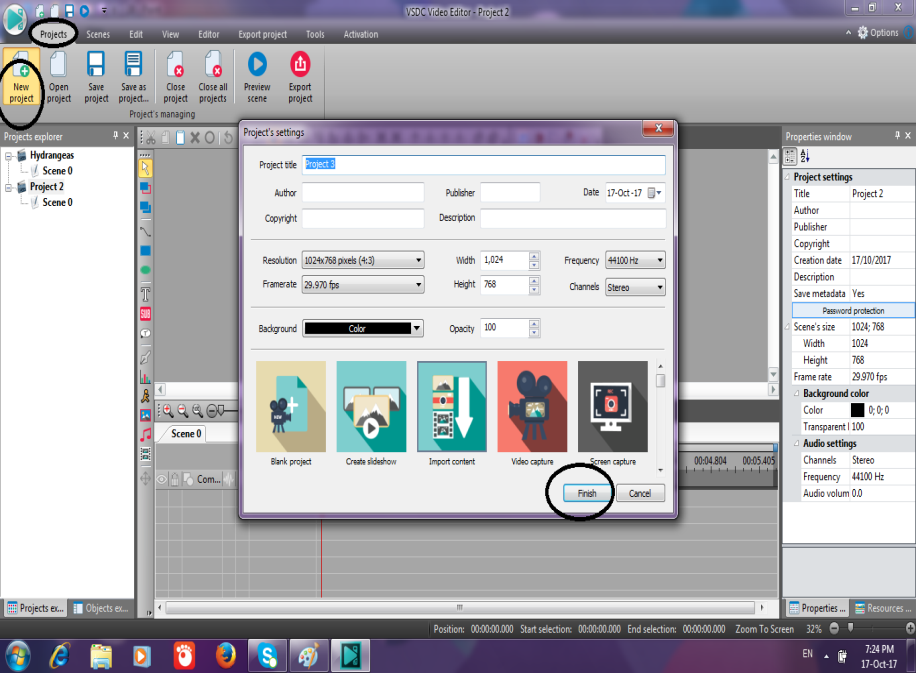 VSDC Video Editor - Project 2
Projects Scenes Edit View Editor Export project Tools Activation
Options
New project
Open project
Save project
Save as project...
Close project
Close all projects
Preview scene
Export project
Project's managing
Projects explorer
Hydrangeas
Scene 0
Project 2
Scene 0
SUB
Scene 0
Com...
00:04.804 00:05.405
Projects ex... Objects ex...
Project's settings
Project title Project 3
Author Publisher Date 17-Oct-17
Copyright Description
Resolution 1024x768 pixels (4:3) Width 1,024 Frequency 44100 Hz
Framerate 29.970 fps Height 768 Channels Stereo
Background Color Opacity 100
Blank project Create slideshow Import content Video capture Screen capture
Finish Cancel
Properties window
Project settings
Title Project 2
Author
Publisher
Copyright
Creation date 17/10/2017
Description
Save metadata Yes
Password protection
Scene's size 1024; 768
Width 1024
Height 768
Frame rate 29.970 fps
Background color
Color 0; 0; 0
Transparent l 100
Audio settings
Channels Stereo
Frequency 44100 Hz
Audio volum 0.0
Properties ... Resources ...
Position: 00:00:00.000 Start selection: 00:00:00.000 End selection: 00:00:00.000 Zoom To Screen 32%
EN
7:24 PM
17-Oct-17